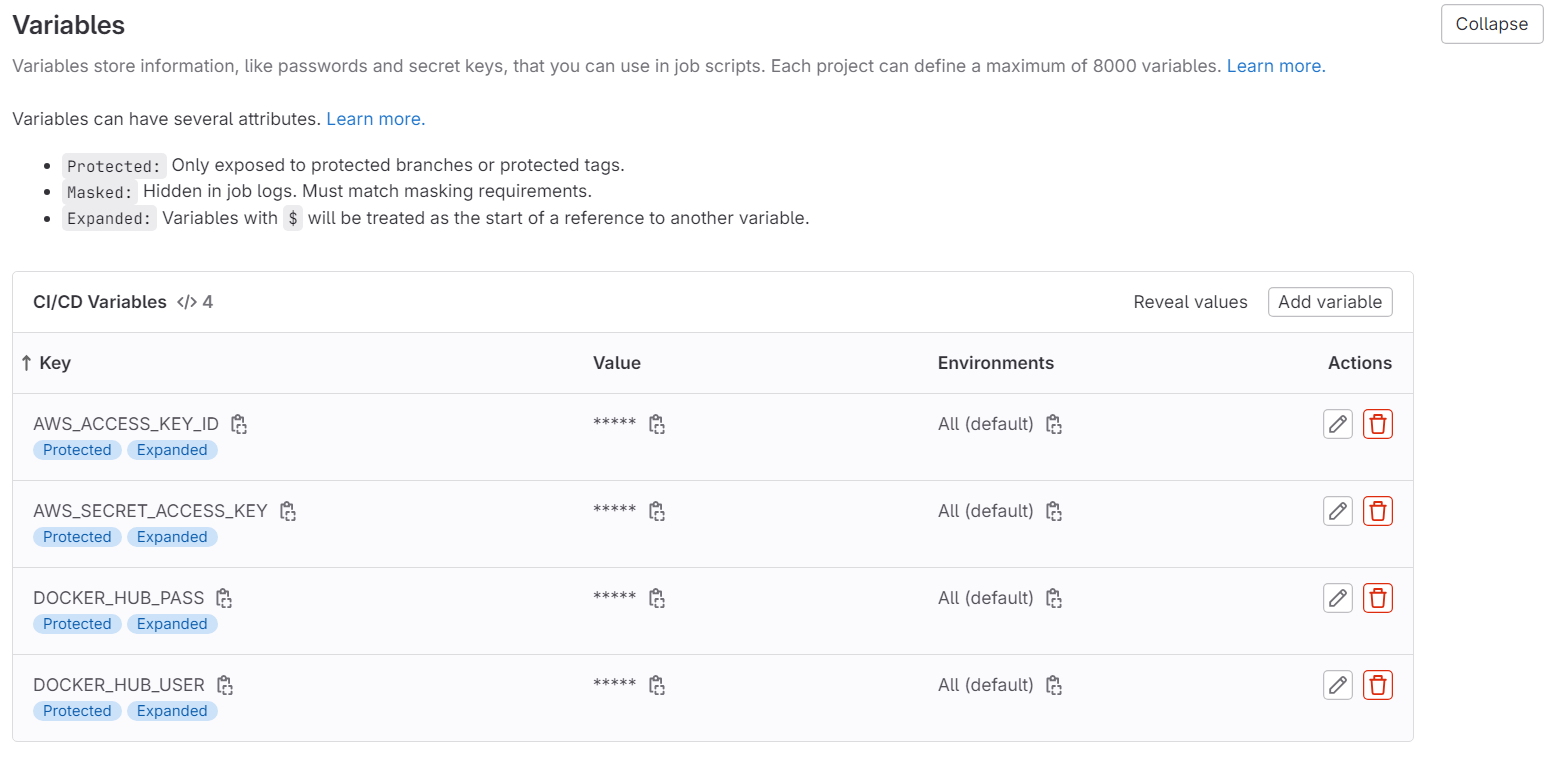 Variables
Collapse
Variables store information, like passwords and secret keys, that you can use in job scripts. Each project can define a maximum of 8000 variables. Learn more.
Variables can have several attributes. Learn more.
Protected: Only exposed to protected branches or protected tags.
Masked: Hidden in job logs. Must match masking requirements.
Expanded: Variables with $ will be treated as the start of a reference to another variable.
CI/CD Variables </> 4 Reveal values Add variable
↑ Key Value Environments Actions
AWS_ACCESS_KEY_ID ***** All (default)
Protected Expanded
AWS_SECRET_ACCESS_KEY ***** All (default)
Protected Expanded
DOCKER_HUB_PASS ***** All (default)
Protected Expanded
DOCKER_HUB_USER ***** All (default)
Protected Expanded